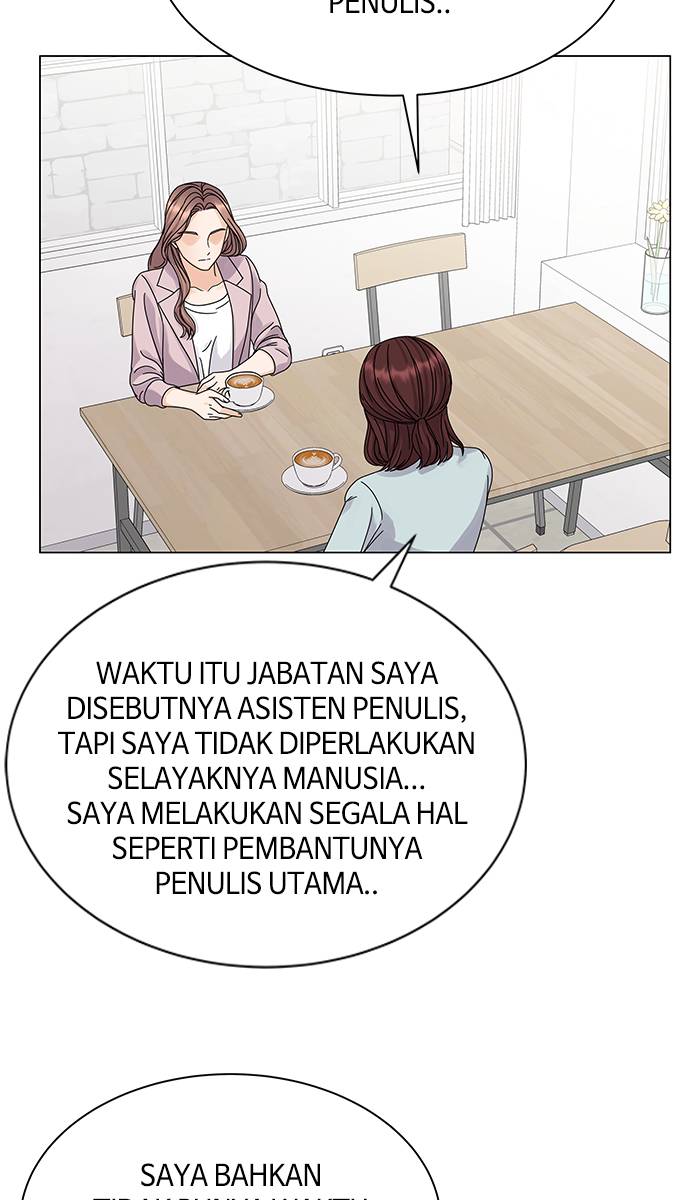 PENULIS..
WAKTU ITU JABATAN SAYA
DISEBUTNYA ASISTEN PENULIS,
TAPI SAYA TIDAK DIPERLAKUKAN
SELAYAKNYA MANUSIA...
SAYA MELAKUKAN SEGALA HAL
SEPERTI PEMBANTUNYA
PENULIS UTAMA..
SAYA BAHKAN